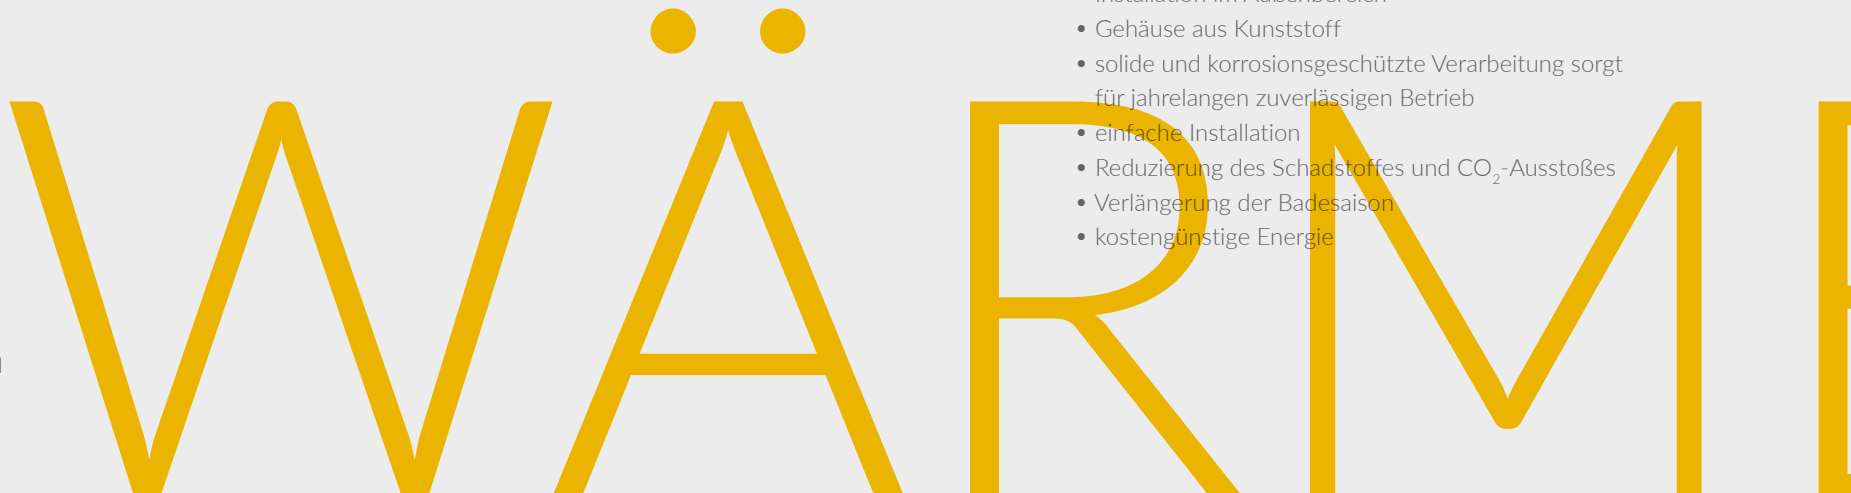 • Gehäuse aus Kunststoff
• solide und korrosionsgeschützte Verarbeitung sorgt
für jahrelangen zuverlässigen Betrieb
• einfache Installation
• Reduzierung des Schadstoffes und CO₂-Ausstoßes
• Verlängerung der Badesaison
• kostengünstige Energie
WÄRME